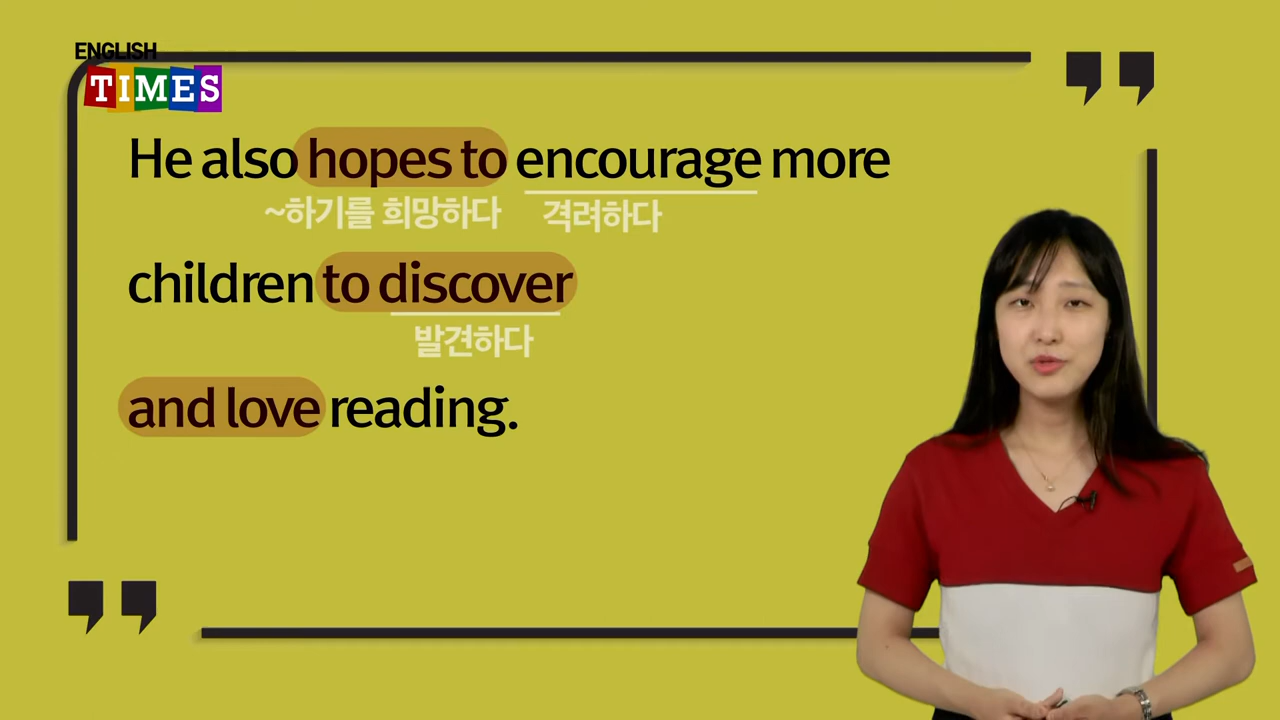 ENGLISH
TIMES
He also hopes to encourage more
~하기를 희망하다 격려하다
children to discover
발견하다
and love reading.